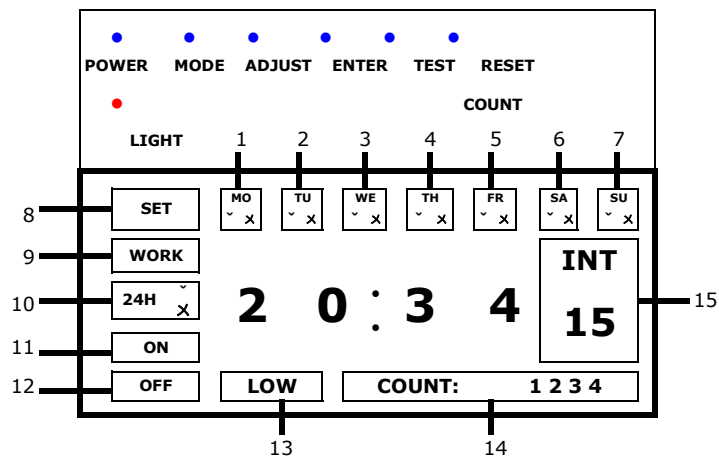 POWER MODE ADJUST ENTER TEST RESET
COUNT
LIGHT 1 2 3 4 5 6 7
MO TU WE TH FR SA SU
8 SET ˇ x ˇ x ˇ x ˇ x ˇ x ˇ x ˇ x
9 WORK INT
10 24H ˇ x 2 0 : 3 4 15 15
11 ON
12 OFF LOW COUNT: 1 2 3 4
13 14